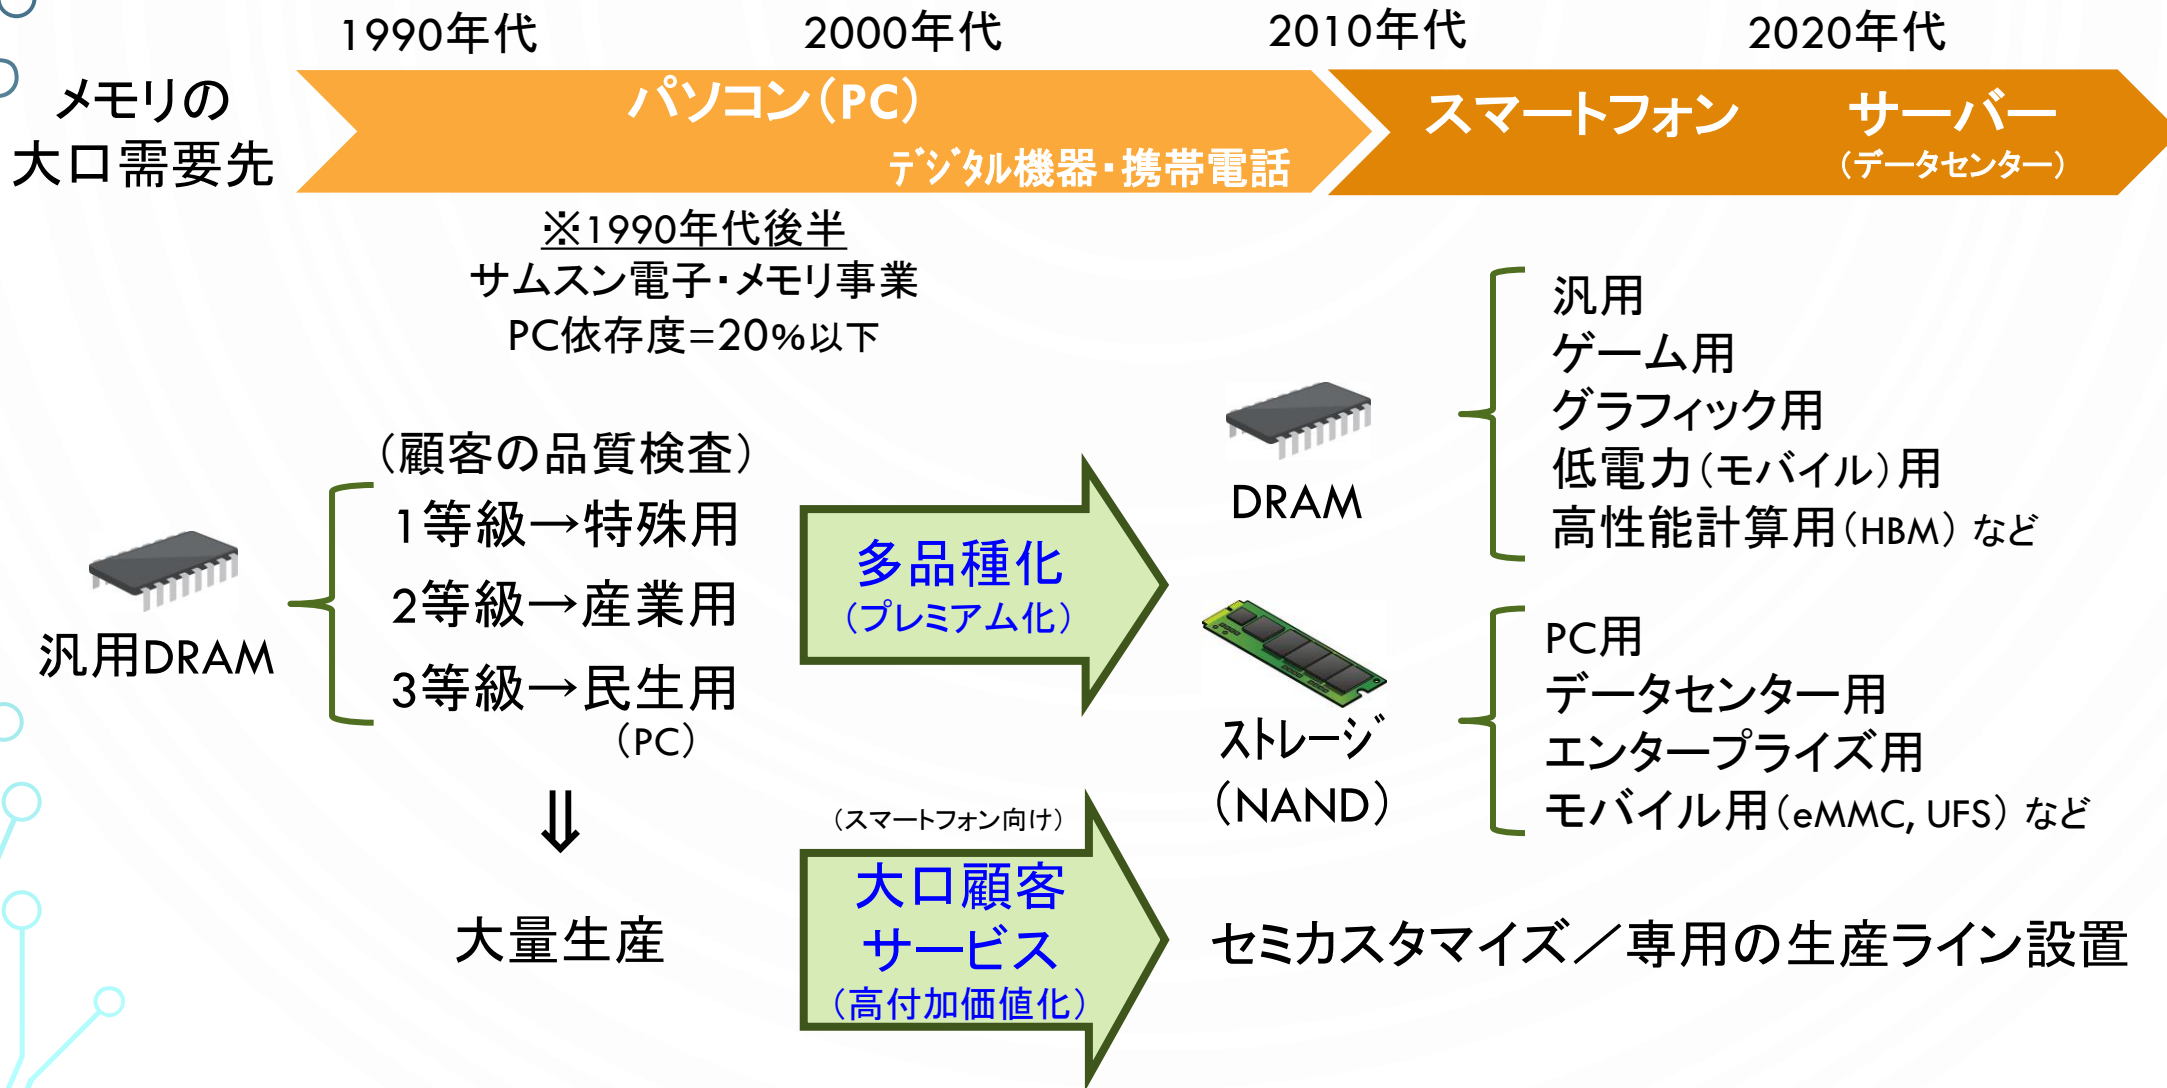 1990年代
2000年代
2010年代
2020年代
メモリの
大口需要先
パソコン（PC）
ﾃﾞｼﾞﾀﾙ機器・携帯電話
スマートフォン
サーバー
（データセンター）
※1990年代後半
サムスン電子・メモリ事業
PC依存度=20%以下
汎用DRAM
（顧客の品質検査）
1等級→特殊用
2等級→産業用
3等級→民生用
（PC）
⇓
大量生産
多品種化
（プレミアム化）
（スマートフォン向け）
大口顧客
サービス
（高付加価値化）
DRAM
汎用
ゲーム用
グラフィック用
低電力（モバイル）用
高性能計算用（HBM）など
ｽﾄﾚｰｼﾞ
（NAND）
PC用
データセンター用
エンタープライズ用
モバイル用（eMMC, UFS）など
セミカスタマイズ／専用の生産ライン設置